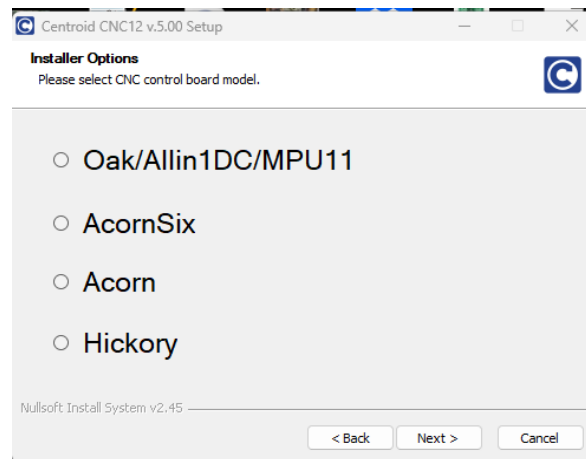 Centroid CNC12 v.5.00 Setup
Installer Options
Please select CNC control board model.
Oak/Allin1DC/MPU11
AcornSix
Acorn
Hickory
Nullsoft Install System v2.45
< Back Next > Cancel